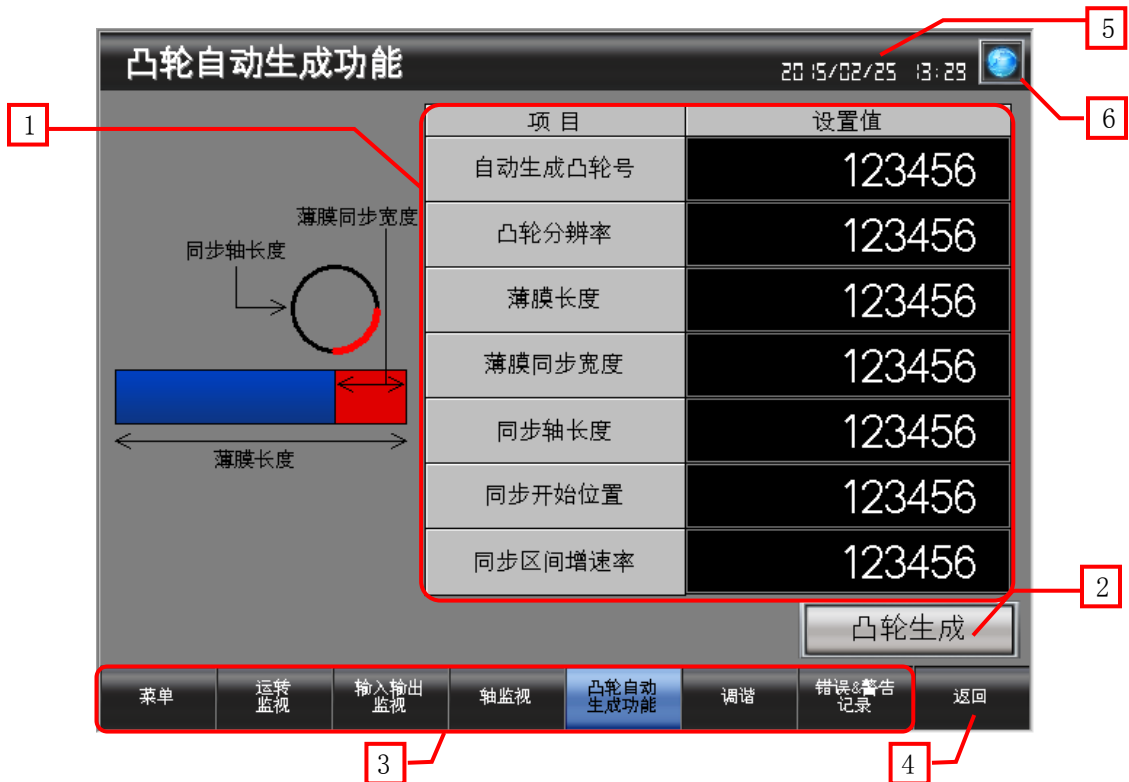 5
凸轮自动生成功能
2015/02/25 13:29
1
6
项 目
设置值
自动生成凸轮号
123456
薄膜同步宽度
凸轮分辨率
123456
同步轴长度
薄膜长度
123456
薄膜同步宽度
123456
同步轴长度
123456
薄膜长度
同步开始位置
123456
同步区间增速率
123456
2
凸轮生成
菜单
运转
监视
输入输出
监视
轴监视
凸轮自动
生成功能
调谐
错误&警告
记录
返回
3
4